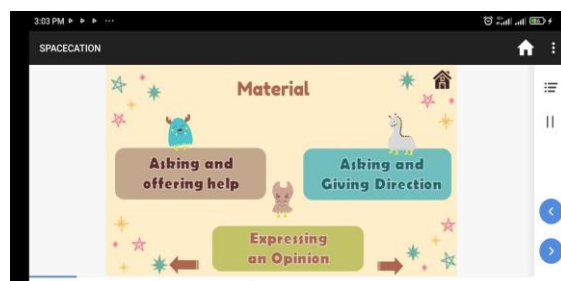 3:03 PM
SPACECATION
Material
Asking and
offering help
Asking and
Giving Direction
Expressing
an Opinion